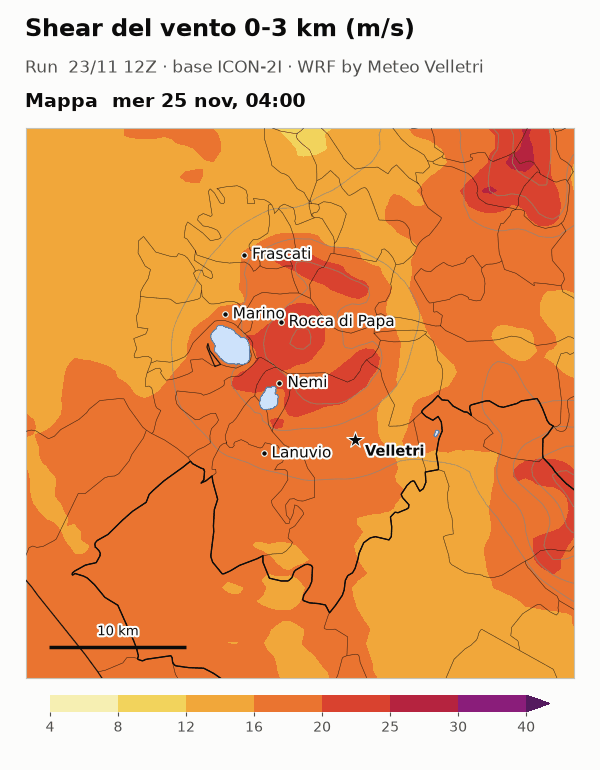 Shear del vento 0-3 km (m/s)
Run  23/11 12Z · base ICON-2I · WRF by Meteo Velletri
Mappa  mer 25 nov, 04:00
Frascati
Marino
Rocca di Papa
Nemi
Velletri
Lanuvio
10 km
4 8 12 16 20 25 30 40